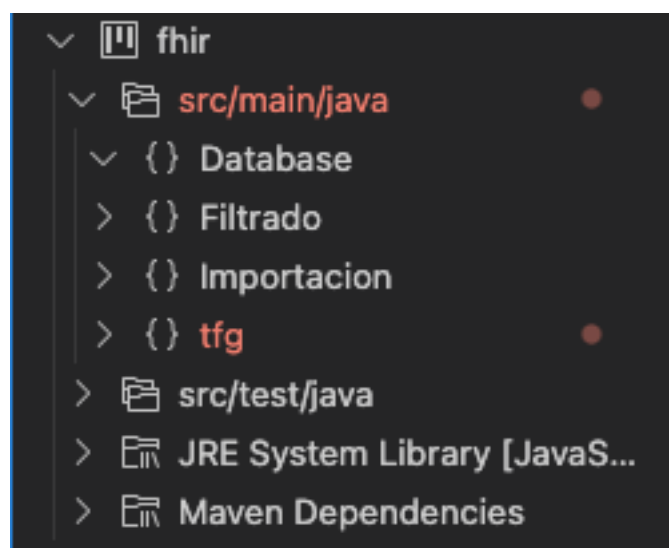 fhir
src/main/java
{} Database
{} Filtrado
{} Importacion
{} tfg
src/test/java
JRE System Library [JavaS...
Maven Dependencies